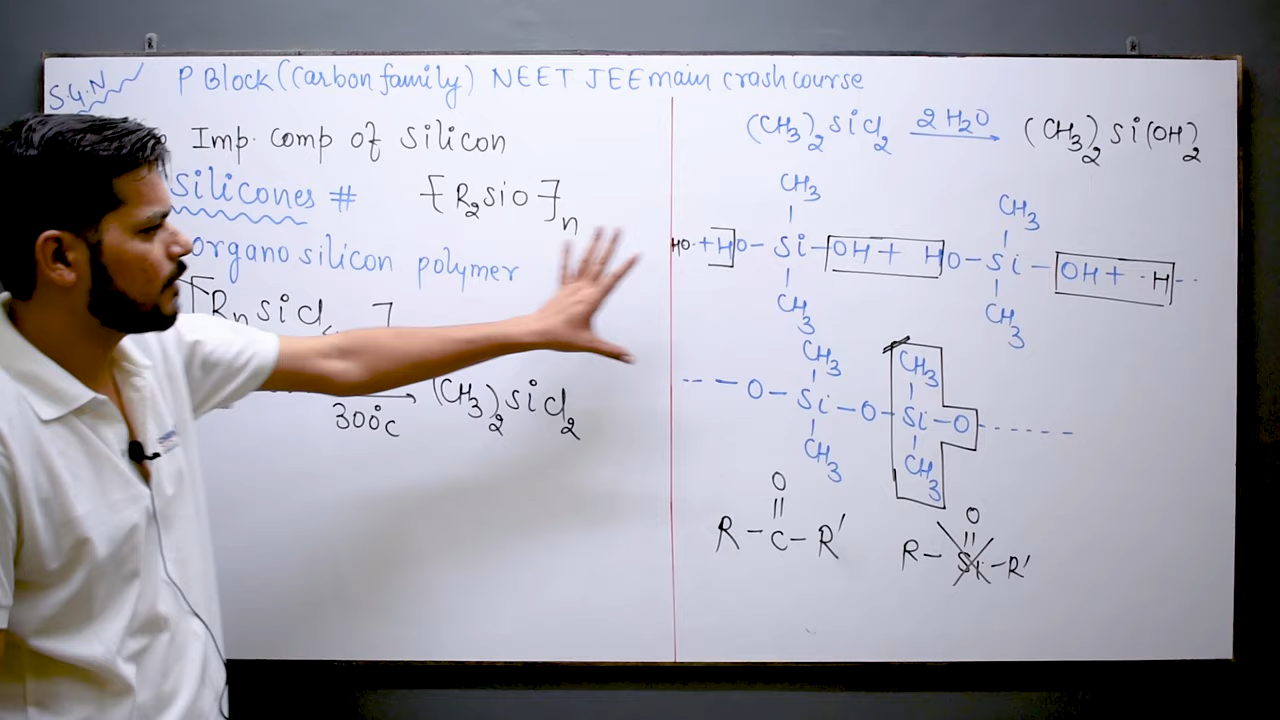 S.G.N
P Block (Carbon family) NEET JEE main crash course
Imp. comp of Silicon
Silicones #
[R2SiO]n
organo silicon polymer
RnSiCl
300°C
(CH3)2SiCl2
(CH3)2SiCl2 2H2O (CH3)2Si(OH)2
CH3 CH3
HO + HO-Si-OH + HO-Si-OH + H--
CH3 CH3
CH3 CH3
---O-Si-O-Si-O------
CH3 CH3
O O
R-C-R' R-Si-R'